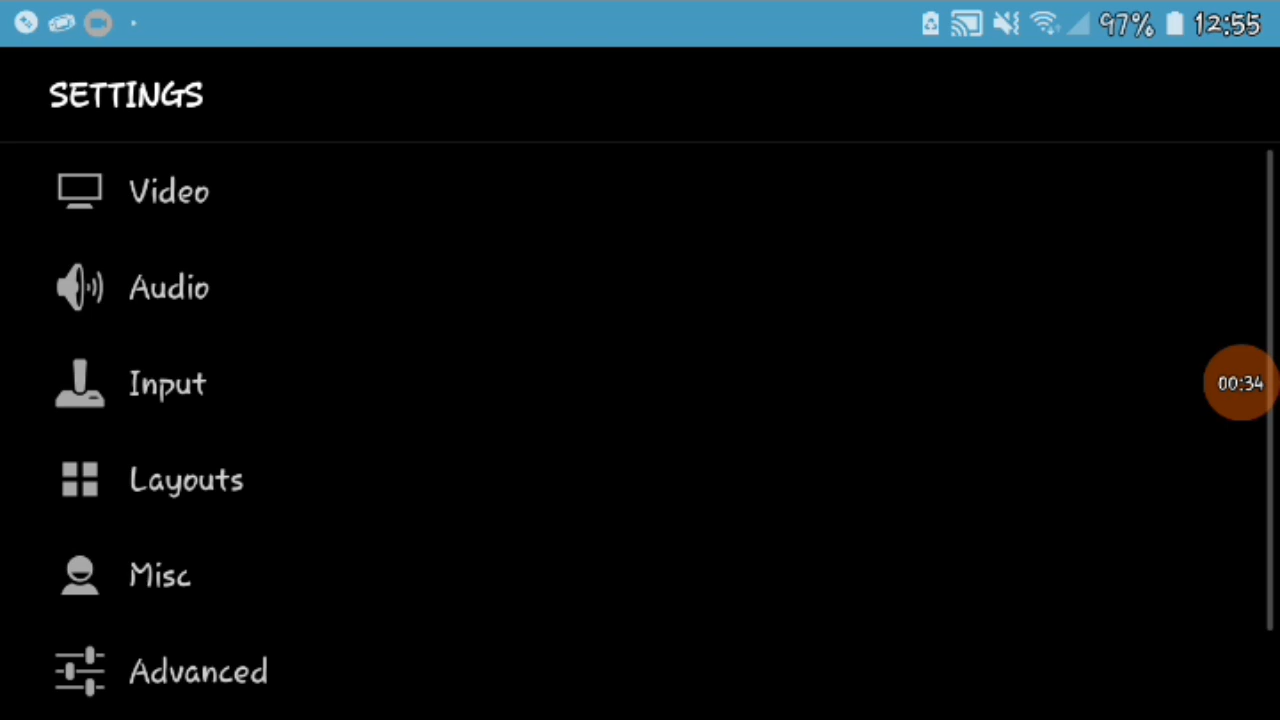 97% 12:55
SETTINGS
Video
Audio
Input
00:34
Layouts
Misc
Advanced